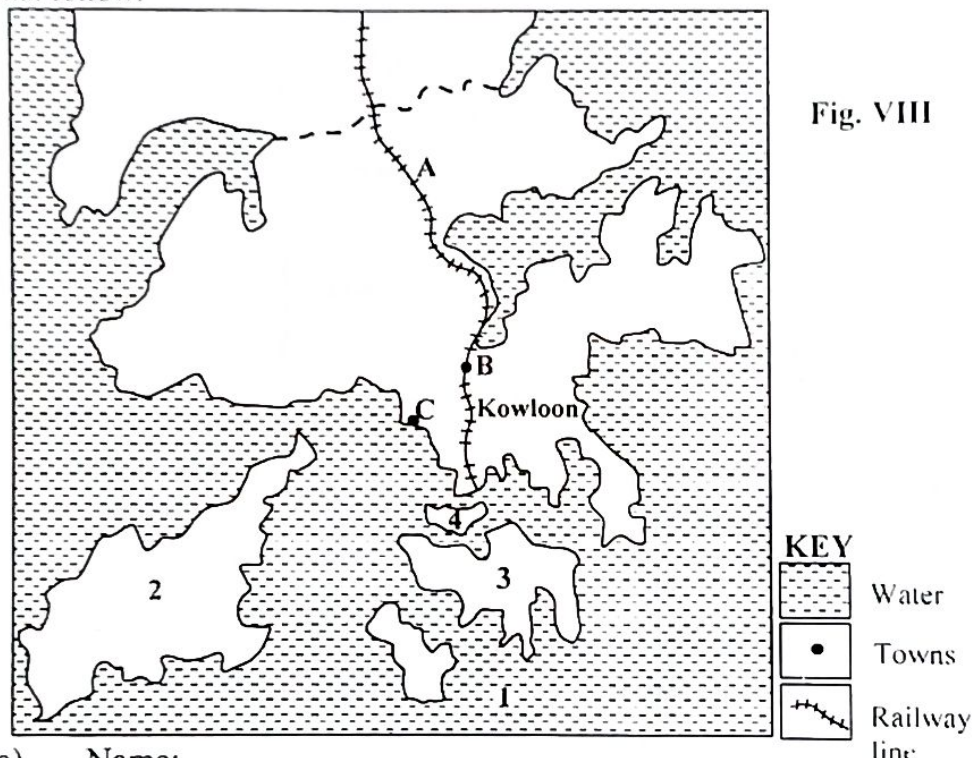 Fig. VIII
A
B
C
Kowloon
4
2
3
1
KEY
Water
Towns
Railway
line
Name: